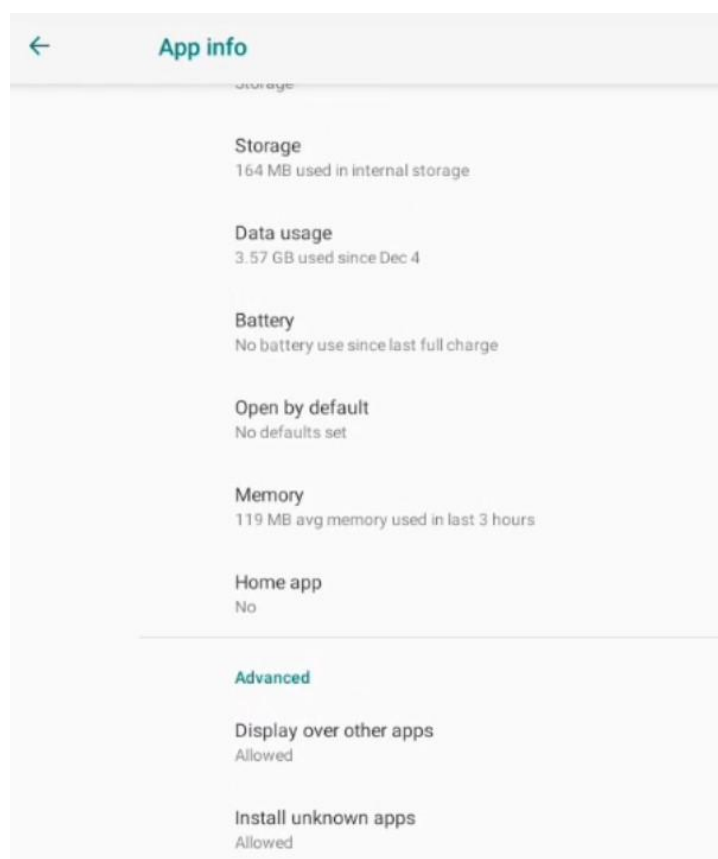 App info
Storage
Storage
164 MB used in internal storage
Data usage
3.57 GB used since Dec 4
Battery
No battery use since last full charge
Open by default
No defaults set
Memory
119 MB avg memory used in last 3 hours
Home app
No
Advanced
Display over other apps
Allowed
Install unknown apps
Allowed